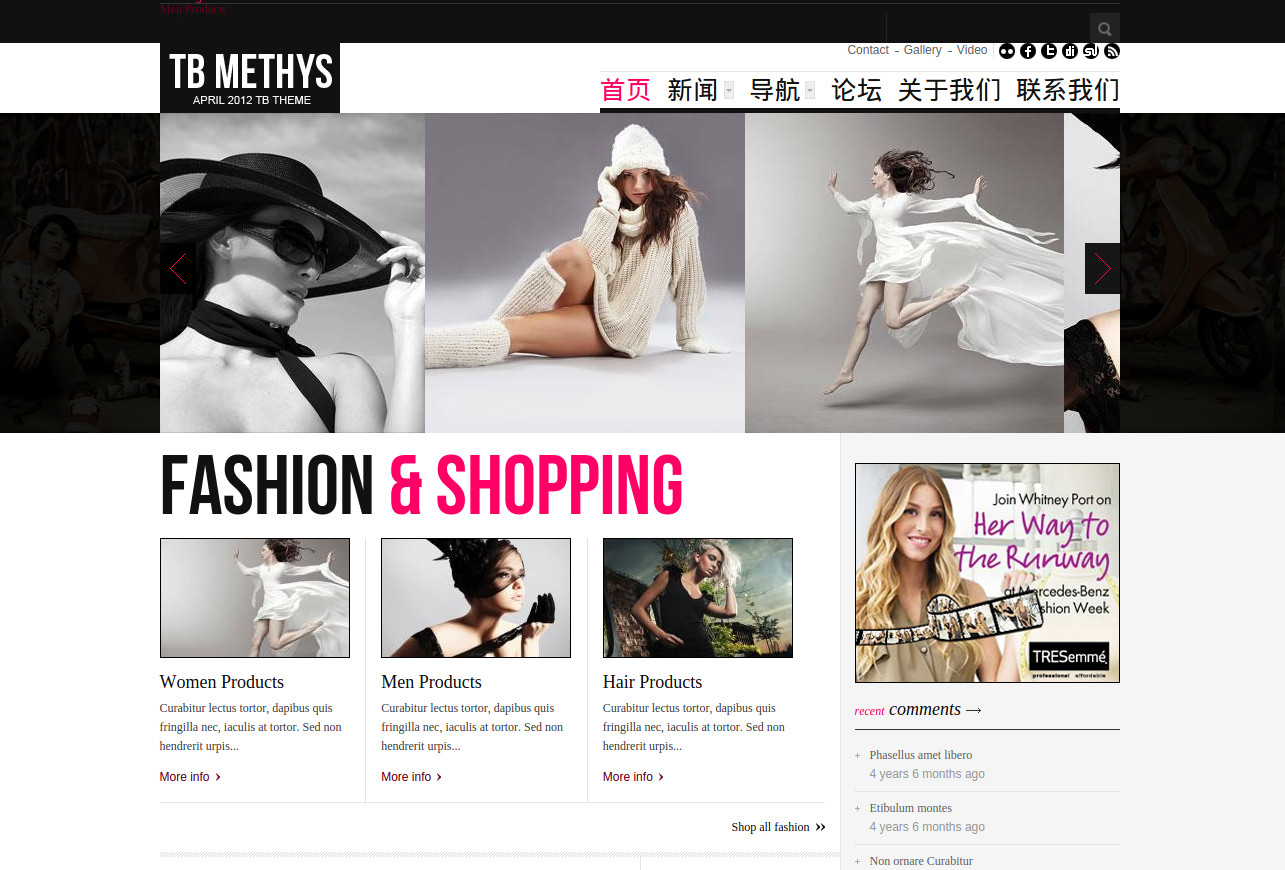 Men Products
TB METHYS
APRIL 2012 TB THEME
Contact - Gallery - Video
首页 新闻 导航 论坛 关于我们 联系我们
FASHION & SHOPPING
Women Products
Curabitur lectus tortor, dapibus quis
fringilla nec, iaculis at tortor. Sed non
hendrerit urpis...
More info
Men Products
Curabitur lectus tortor, dapibus quis
fringilla nec, iaculis at tortor. Sed non
hendrerit urpis...
More info
Hair Products
Curabitur lectus tortor, dapibus quis
fringilla nec, iaculis at tortor. Sed non
hendrerit urpis...
More info
Shop all fashion
Join Whitney Port on
Her Way to
the Runway
at Mercedes-Benz
Fashion Week
TRESemmé
professional affordable
recent comments
Phasellus amet libero
4 years 6 months ago
Etibulum montes
4 years 6 months ago
Non ornare Curabitur